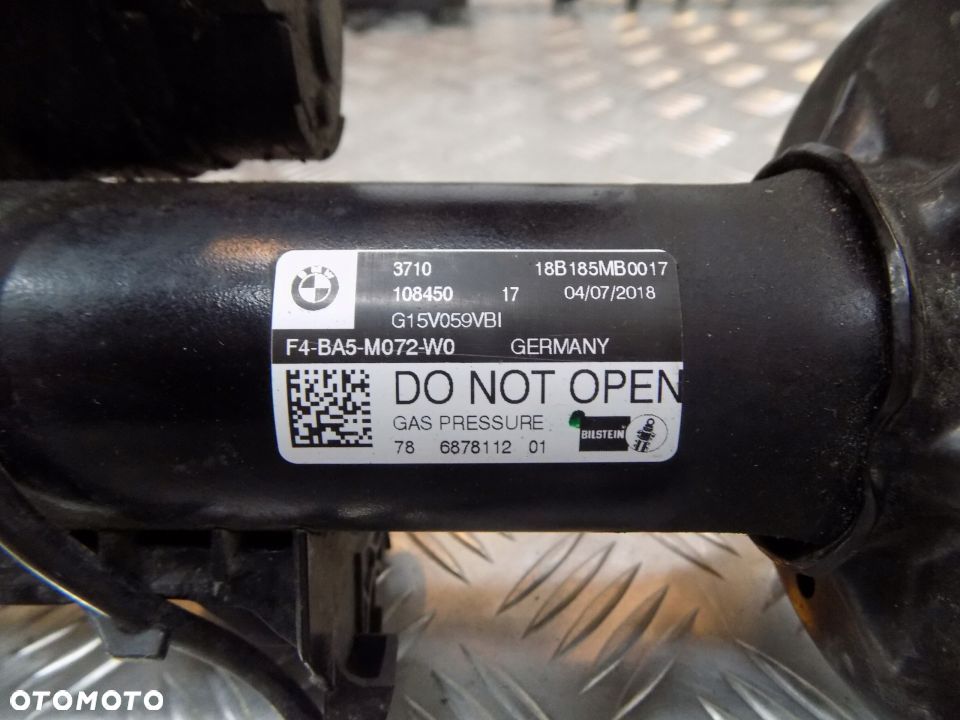 BMW
3710 18B185MB0017
108450 17 04/07/2018
G15V059VBI
F4-BA5-M072-W0 GERMANY
DO NOT OPEN
GAS PRESSURE
BILSTEIN
78 6878112 01
OTOMOTO